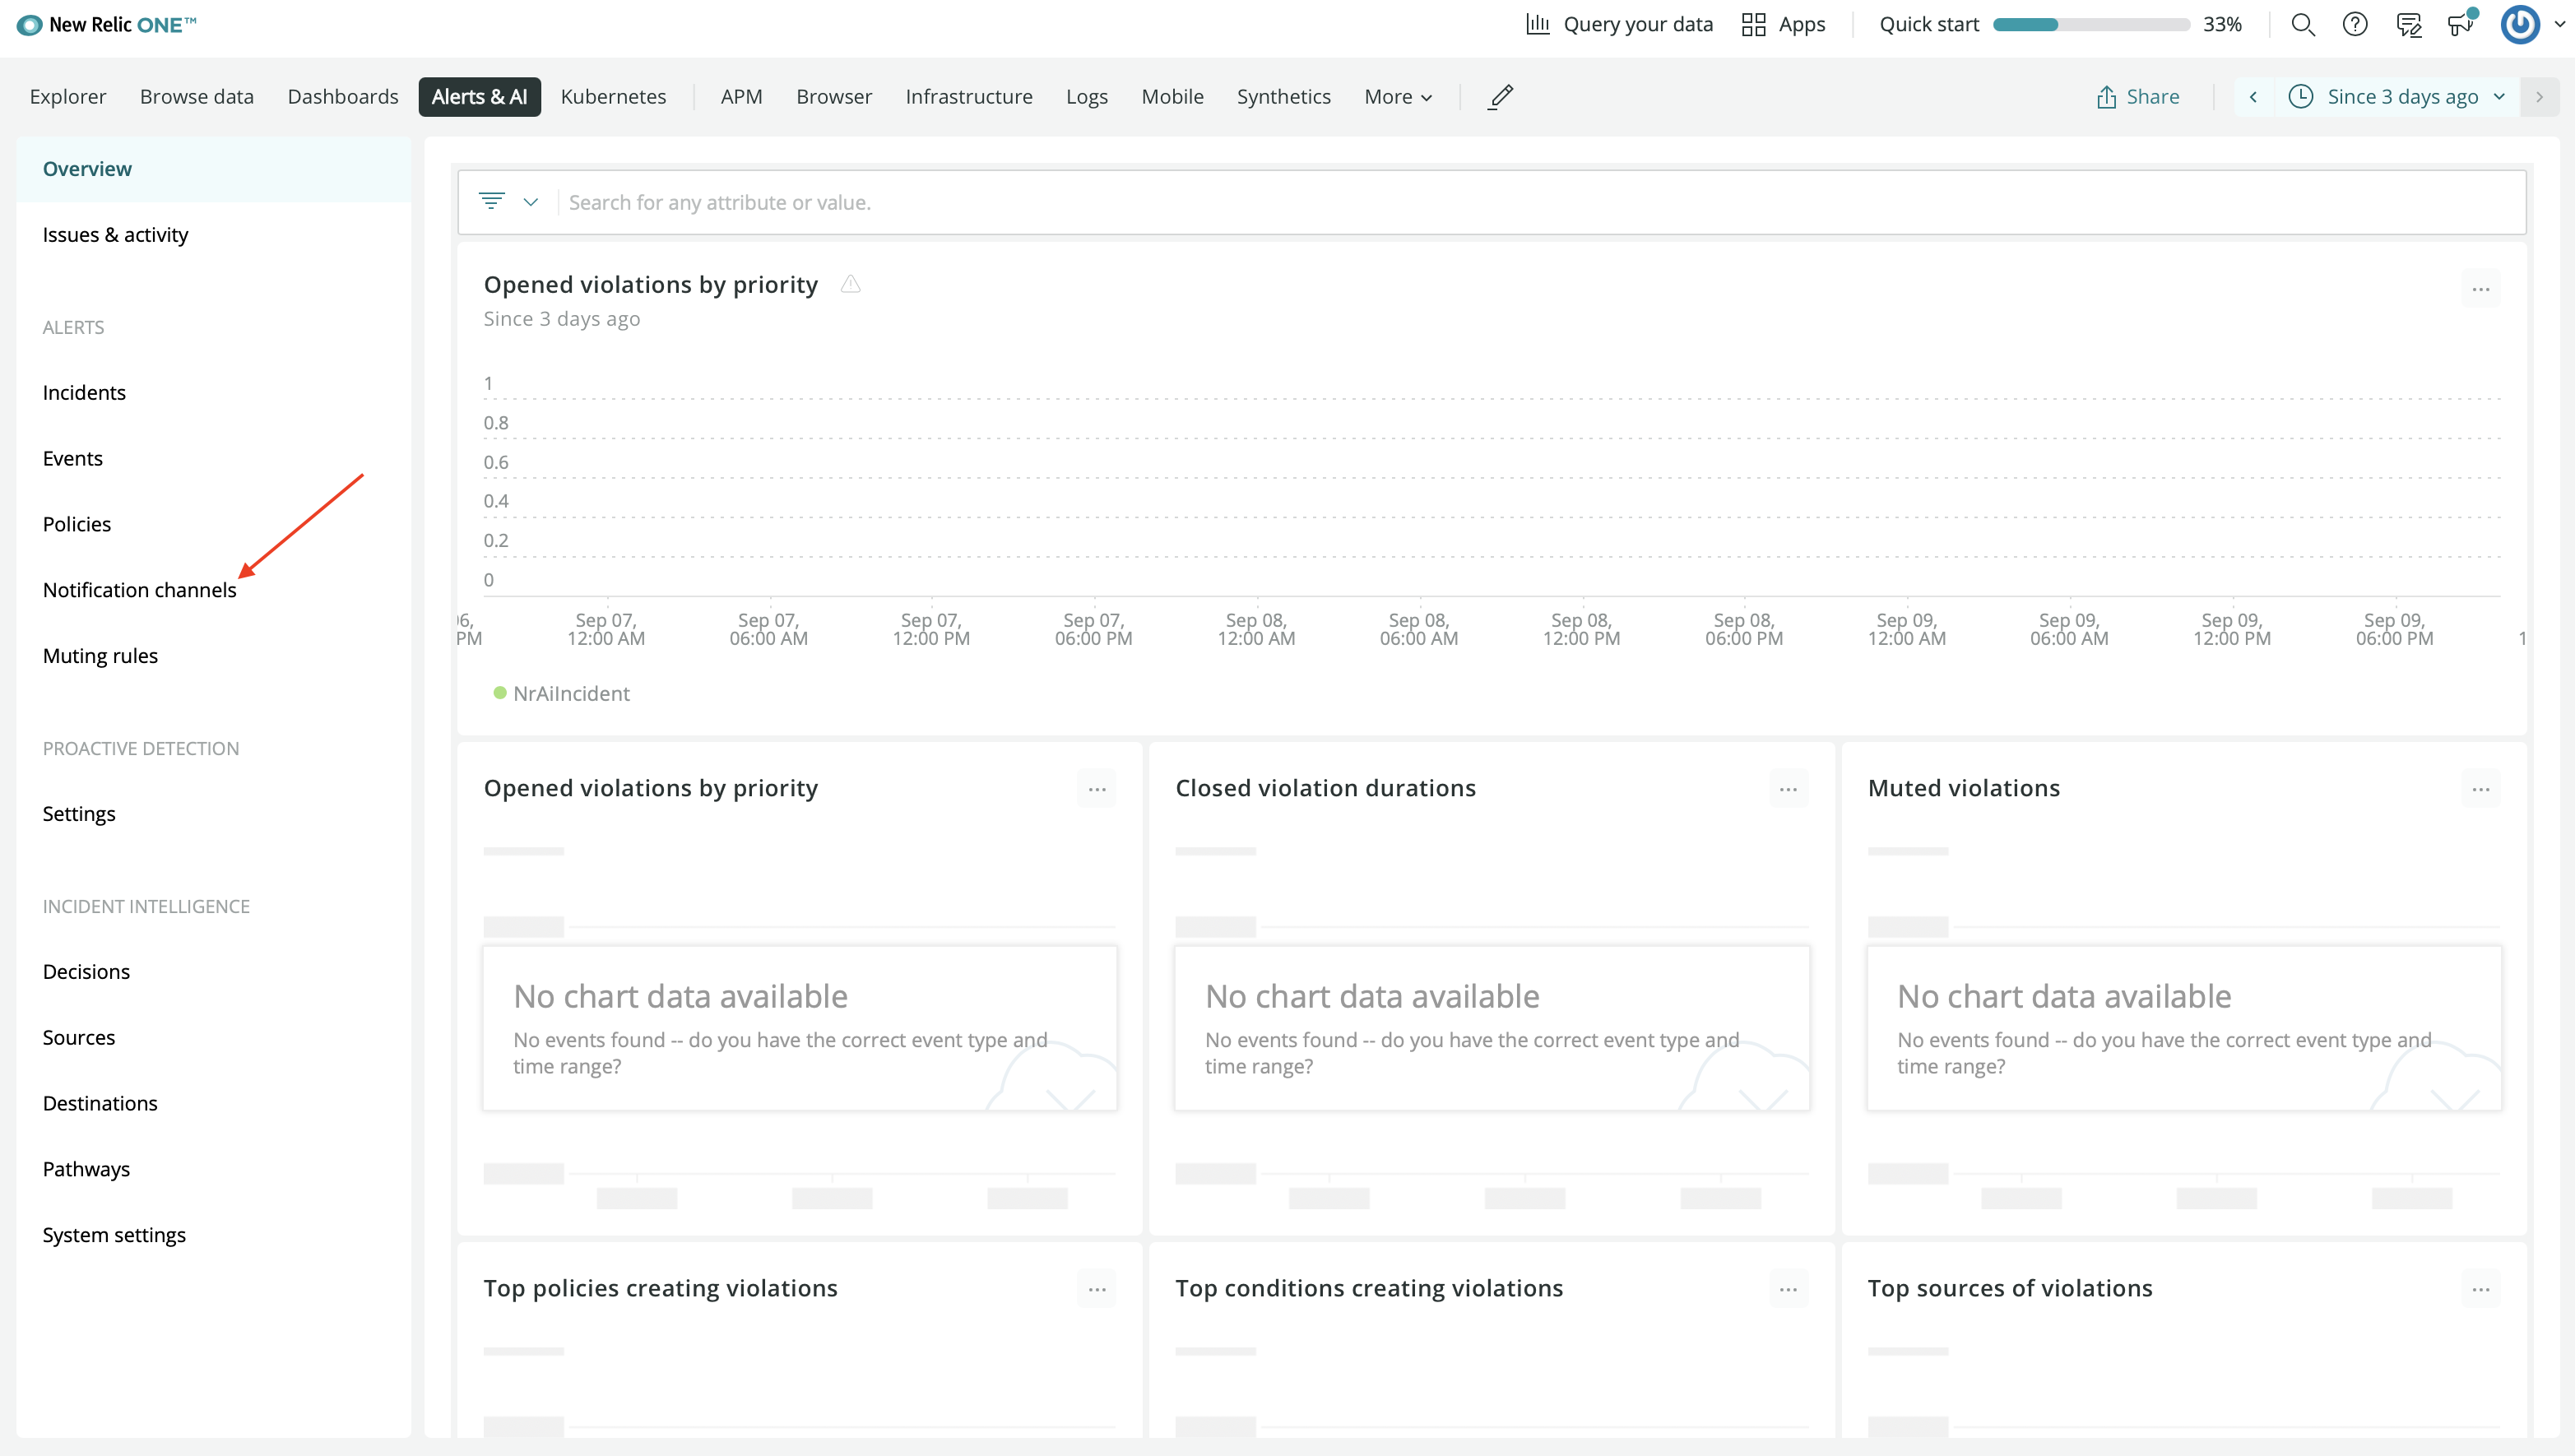 New Relic ONE™
Query your data
Apps
Quick start
33%
Explorer
Browse data
Dashboards
Alerts & AI
Kubernetes
APM
Browser
Infrastructure
Logs
Mobile
Synthetics
More
Share
Since 3 days ago
Overview
Issues & activity
ALERTS
Incidents
Events
Policies
Notification channels
Muting rules
PROACTIVE DETECTION
Settings
INCIDENT INTELLIGENCE
Decisions
Sources
Destinations
Pathways
System settings
Search for any attribute or value.
Opened violations by priority
Since 3 days ago
1
0.8
0.6
0.4
0.2
0
6,
PM
Sep 07,
12:00 AM
Sep 07,
06:00 AM
Sep 07,
12:00 PM
Sep 07,
06:00 PM
Sep 08,
12:00 AM
Sep 08,
06:00 AM
Sep 08,
12:00 PM
Sep 08,
06:00 PM
Sep 09,
12:00 AM
Sep 09,
06:00 AM
Sep 09,
12:00 PM
Sep 09,
06:00 PM
1
NrAiIncident
Opened violations by priority
No chart data available
No events found -- do you have the correct event type and
time range?
Closed violation durations
No chart data available
No events found -- do you have the correct event type and
time range?
Muted violations
No chart data available
No events found -- do you have the correct event type and
time range?
Top policies creating violations
Top conditions creating violations
Top sources of violations